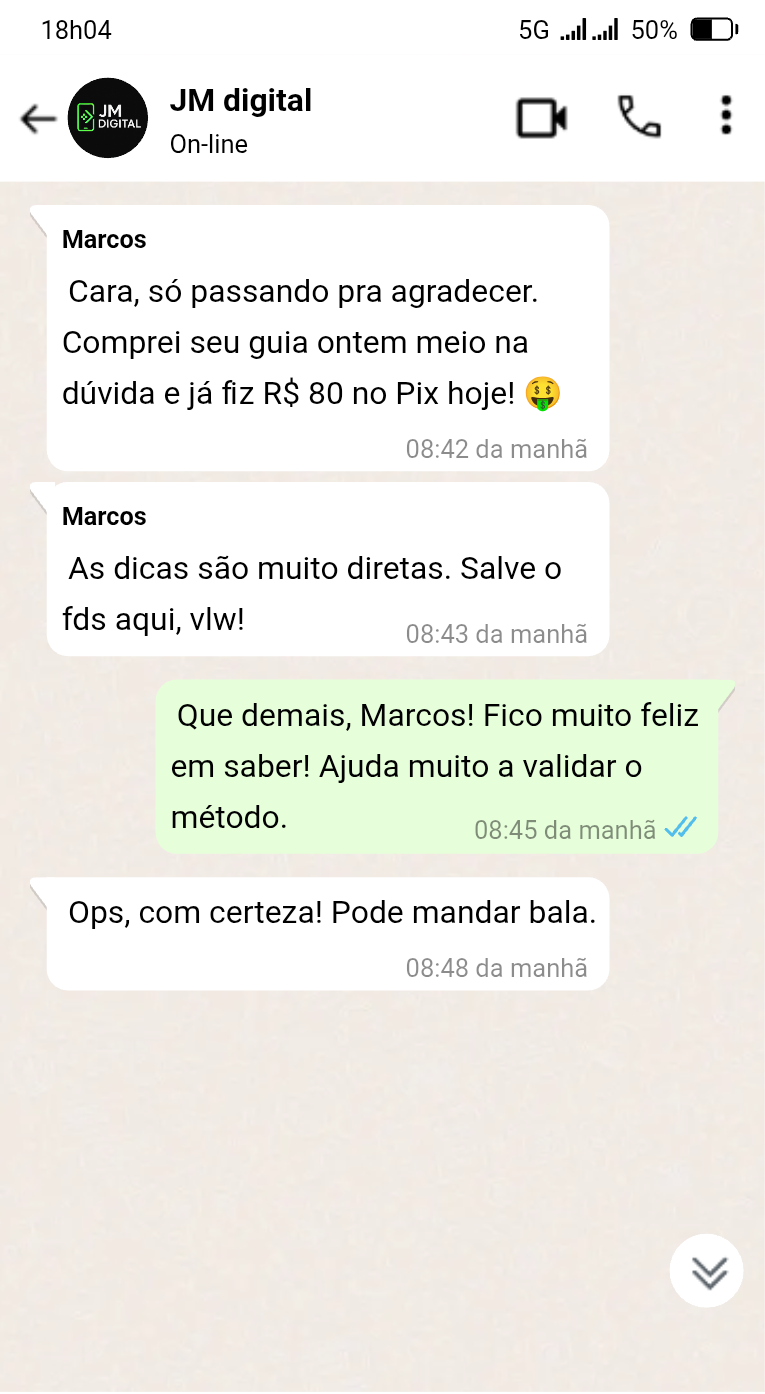 18h04
5G 50%
JM
DIGITAL
JM digital
On-line
Marcos
Cara, só passando pra agradecer.
Comprei seu guia ontem meio na
dúvida e já fiz R$ 80 no Pix hoje! 🤑
08:42 da manhã
Marcos
As dicas são muito diretas. Salve o
fds aqui, vlw!
08:43 da manhã
Que demais, Marcos! Fico muito feliz
em saber! Ajuda muito a validar o
método.
08:45 da manhã
Ops, com certeza! Pode mandar bala.
08:48 da manhã